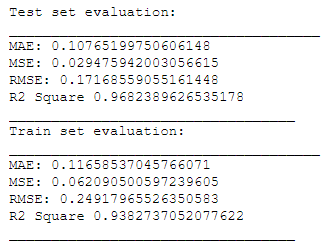 Test set evaluation:
_____________________________________
MAE: 0.10765199750606148
MSE: 0.029475942003056615
RMSE: 0.17168559055161448
R2 Square 0.9682389626535178
__________________________________
Train set evaluation:
_____________________________________
MAE: 0.11658537045766071
MSE: 0.062090500597239605
RMSE: 0.24917965526350583
R2 Square 0.9382737052077622
__________________________________